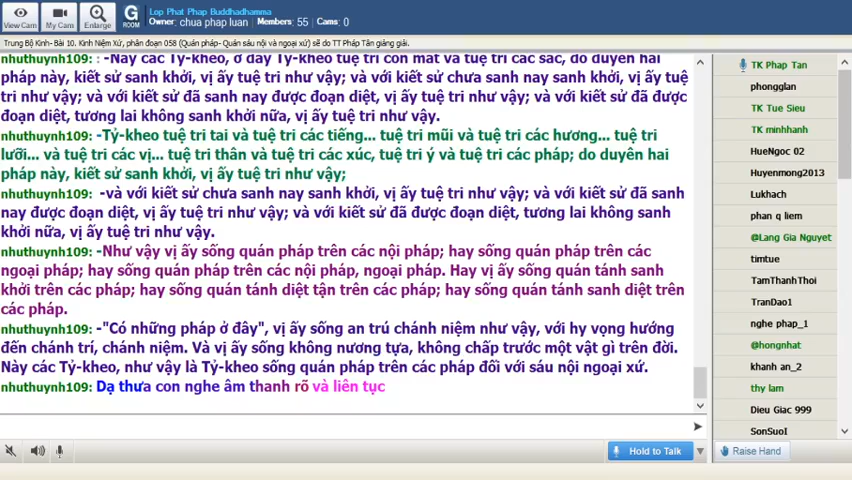 Lop Phat Phap Buddhadhamma
Owner: chua phap luan Members: 55 Cams: 0
View Cam My Cam Enlarge G ROOM
Trung Bộ Kinh- Bài 10. Kinh Niệm Xứ, phân đoạn 058 (Quán pháp- Quán sáu nội và ngoại xứ) sẽ do TT Pháp Tân giảng giải.
nhuthuynh109: : -Này các Tỷ-kheo, ở đây Tỷ-kheo tuệ tri con mắt và tuệ tri các sắc, do duyên hai
pháp này, kiết sử sanh khởi, vị ấy tuệ tri như vậy; và với kiết sử chưa sanh nay sanh khởi, vị ấy tuệ
tri như vậy; và với kiết sử đã sanh nay được đoạn diệt, vị ấy tuệ tri như vậy; và với kiết sử đã được
đoạn diệt, tương lai không sanh khởi nữa, vị ấy tuệ tri như vậy.
nhuthuynh109: -Tỷ-kheo tuệ tri tai và tuệ tri các tiếng... tuệ tri mũi và tuệ tri các hương... tuệ tri
lưỡi... và tuệ tri các vị... tuệ tri thân và tuệ tri các xúc, tuệ tri ý và tuệ tri các pháp; do duyên hai
pháp này, kiết sử sanh khởi, vị ấy tuệ tri như vậy;
nhuthuynh109: -và với kiết sử chưa sanh nay sanh khởi, vị ấy tuệ tri như vậy; và với kiết sử đã sanh
nay được đoạn diệt, vị ấy tuệ tri như vậy; và với kiết sử đã được đoạn diệt, tương lai không sanh
khởi nữa, vị ấy tuệ tri như vậy.
nhuthuynh109: -Như vậy vị ấy sống quán pháp trên các nội pháp; hay sống quán pháp trên các
ngoại pháp; hay sống quán pháp trên các nội pháp, ngoại pháp. Hay vị ấy sống quán tánh sanh
khởi trên các pháp; hay sống quán tánh diệt tận trên các pháp; hay sống quán tánh sanh diệt trên
các pháp.
nhuthuynh109: -"Có những pháp ở đây", vị ấy sống an trú chánh niệm như vậy, với hy vọng hướng
đến chánh trí, chánh niệm. Và vị ấy sống không nương tựa, không chấp trước một vật gì trên đời.
Này các Tỷ-kheo, như vậy là Tỷ-kheo sống quán pháp trên các pháp đối với sáu nội ngoại xứ.
nhuthuynh109: Dạ thưa con nghe âm thanh rõ và liên tục
Hold to Talk
TK Phap Tan
phongglan
TK Tue Sieu
TK minhhanh
HueNgoc 02
Huyenmong2013
Lukhach
phan q liem
@Lang Gia Nguyet
timtue
TamThanhThoi
TranDao1
nghe phap_1
@hongnhat
khanh an_2
thy lam
Dieu Giac 999
SonSuoI
Raise Hand